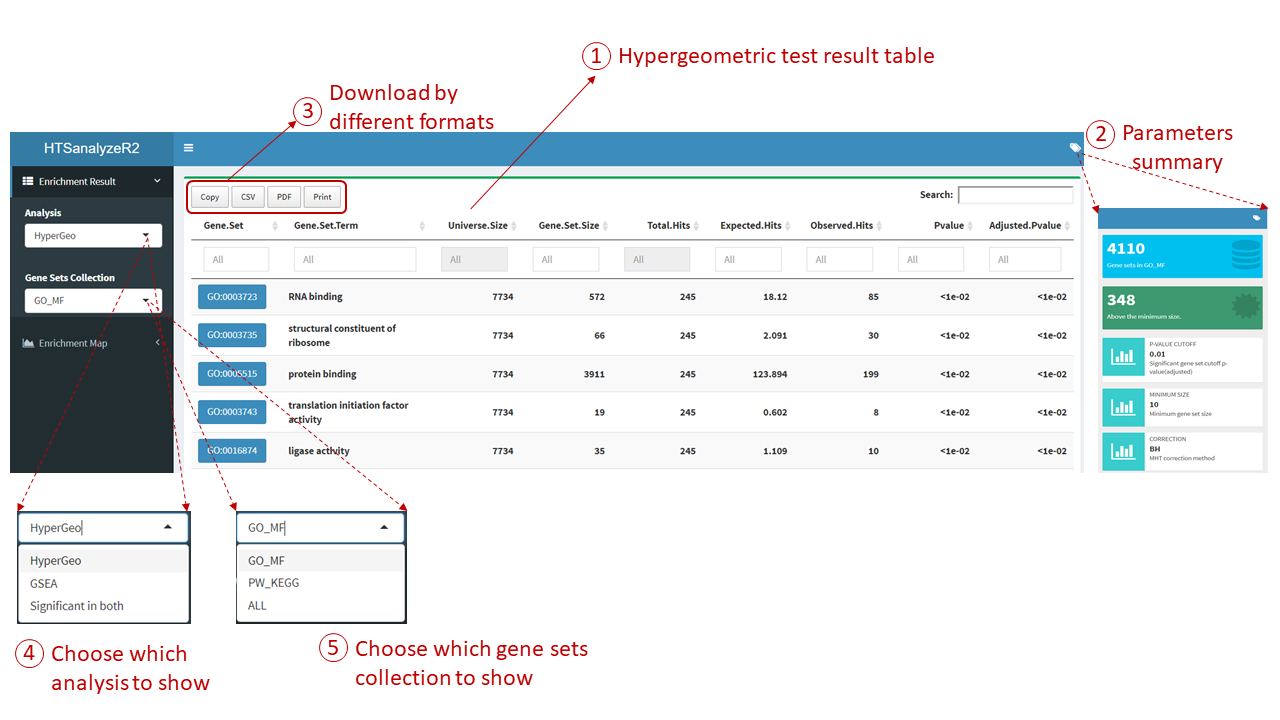 1 Hypergeometric test result table
3 Download by
different formats
2 Parameters
summary
HTSanalyzeR2
Enrichment Result
Analysis
HyperGeo
Gene Sets Collection
GO_MF
Enrichment Map
Copy CSV PDF Print
Search:
Gene.Set Gene.Set.Term Universe.Size Gene.Set.Size Total.Hits Expected.Hits Observed.Hits Pvalue Adjusted.Pvalue
All All All All All All All All All
GO:0003723 RNA binding 7734 572 245 18.12 85 <1e-02 <1e-02
GO:0003735 structural constituent of
ribosome 7734 66 245 2.091 30 <1e-02 <1e-02
GO:0005515 protein binding 7734 3911 245 123.894 199 <1e-02 <1e-02
GO:0003743 translation initiation factor
activity 7734 19 245 0.602 8 <1e-02 <1e-02
GO:0016874 ligase activity 7734 35 245 1.109 10 <1e-02 <1e-02
4110
Gene sets in GO_MF
348
Above the minimum size.
P-VALUE CUTOFF
0.01
Significant gene set cutoff p-
value(adjusted)
MINIMUM SIZE
10
Minimum gene set size
CORRECTION
BH
MHT correction method
HyperGeo
HyperGeo
GSEA
Significant in both
GO_MF
GO_MF
PW_KEGG
ALL
4 Choose which
analysis to show
5 Choose which gene sets
collection to show